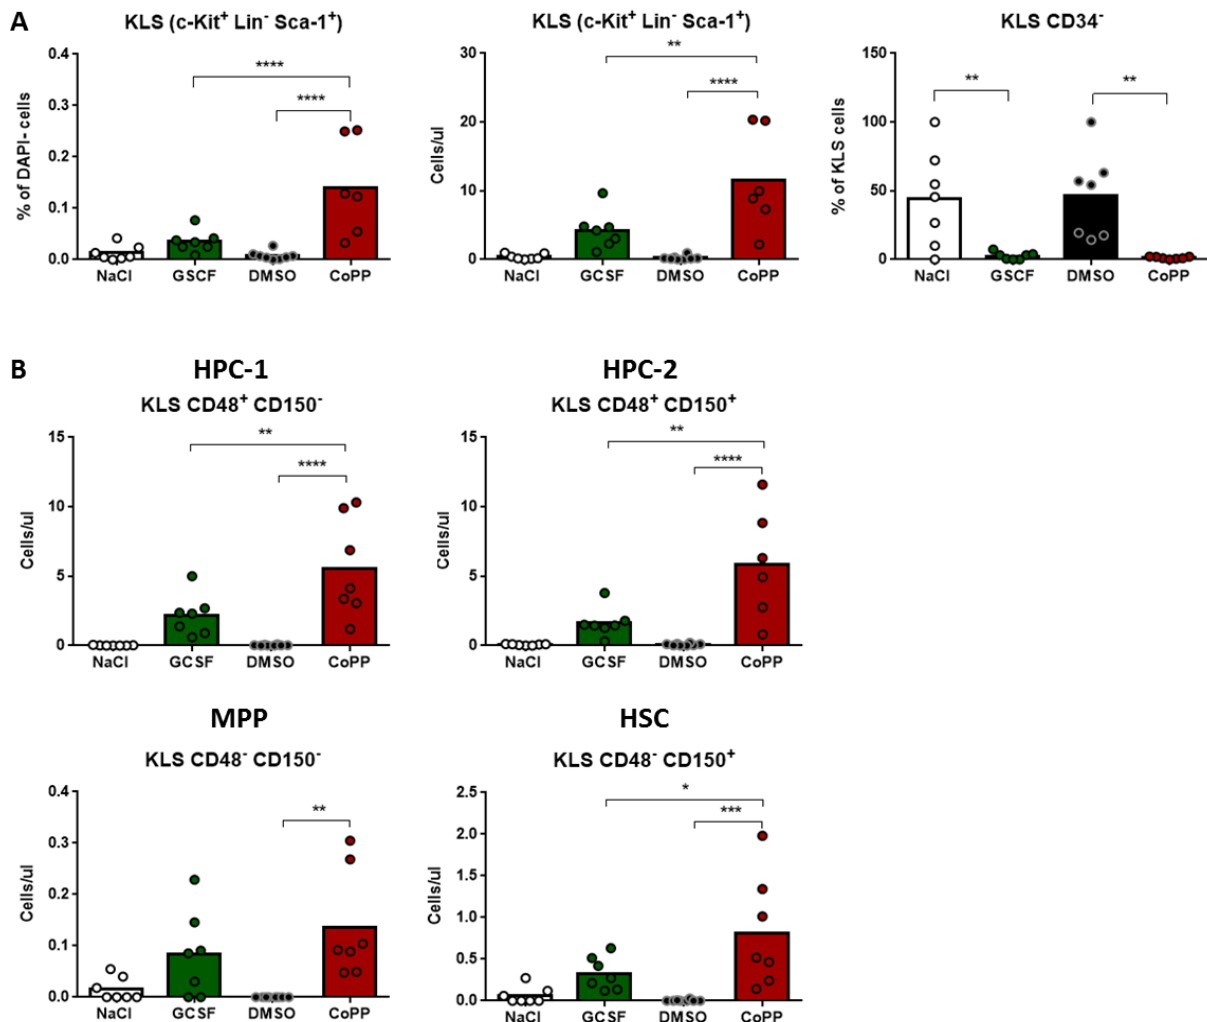 A
KLS (c-Kit⁺ Lin⁻ Sca-1⁺)
% of DAPI- cells
0.4
0.3
0.2
0.1
0.0
****
****
NaCl GSCF DMSO CoPP
KLS (c-Kit⁺ Lin⁻ Sca-1⁺)
Cells/ul
30
20
10
0
**
****
NaCl GCSF DMSO CoPP
KLS CD34⁻
% of KLS cells
150
100
50
0
**
**
NaCl GSCF DMSO CoPP
B
HPC-1
KLS CD48⁺ CD150⁻
Cells/ul
15
10
5
0
**
****
NaCl GCSF DMSO CoPP
HPC-2
KLS CD48⁺ CD150⁺
Cells/ul
15
10
5
0
**
****
NaCl GCSF DMSO CoPP
MPP
KLS CD48⁻ CD150⁻
Cells/ul
0.4
0.3
0.2
0.1
0.0
**
NaCl GCSF DMSO CoPP
HSC
KLS CD48⁻ CD150⁺
Cells/ul
2.5
2.0
1.5
1.0
0.5
0.0
*
***
NaCl GCSF DMSO CoPP